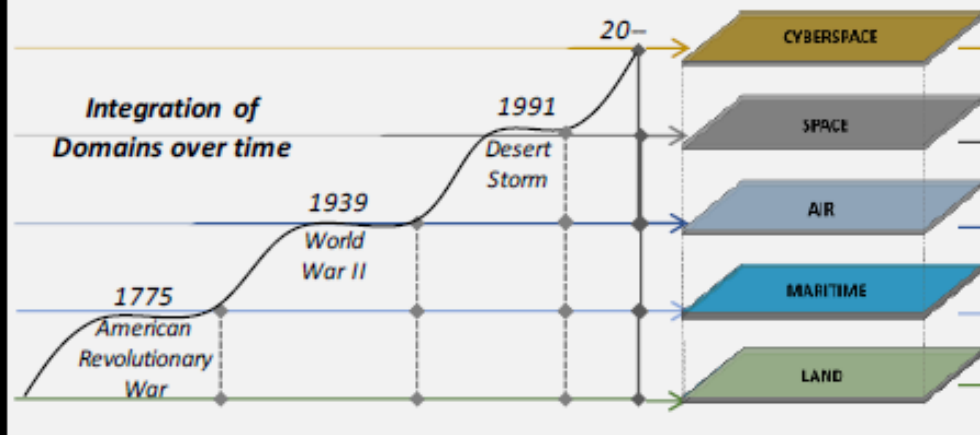 20–
CYBERSPACE
Integration of
Domains over time
1991
Desert
Storm
SPACE
1939
World
War II
AIR
1775
American
Revolutionary
War
MARITIME
LAND